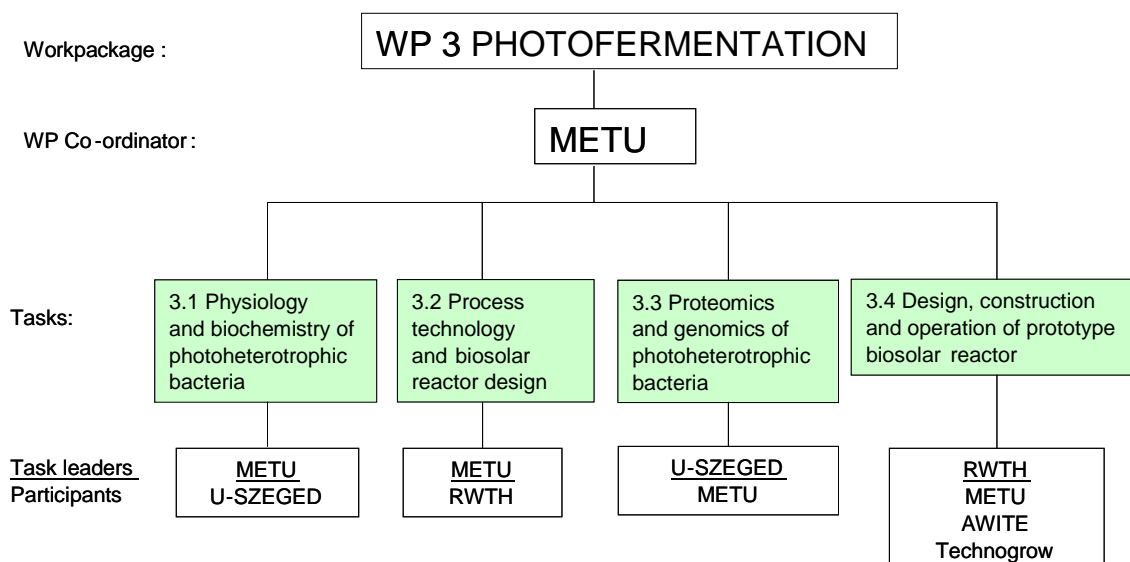 Workpackage :
WP 3 PHOTOFERMENTATION
WP Co-ordinator :
METU
Tasks:
3.1 Physiology
and biochemistry of
photoheterotrophic
bacteria
3.2 Process
technology
and biosolar
reactor design
3.3 Proteomics
and genomics of
photoheterotrophic
bacteria
3.4 Design, construction
and operation of prototype
biosolar reactor
Task leaders
Participants
METU
U-SZEGED
METU
RWTH
U-SZEGED
METU
RWTH
METU
AWITE
Technogrow